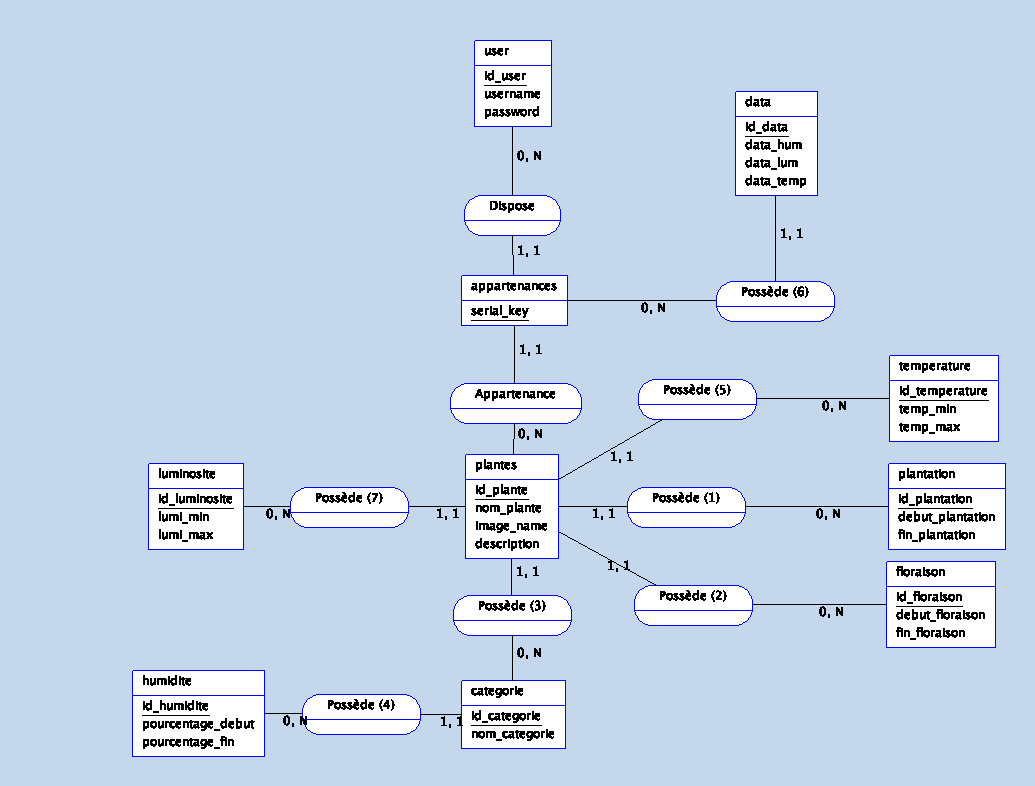 user
id_user
username
password
0, N
Dispose
1, 1
data
id_data
data_hum
data_lum
data_temp
1, 1
Possède (6)
0, N
appartenances
serial_key
1, 1
Appartenance
0, N
plantes
id_plante
nom_plante
image_name
description
Possède (5)
1, 1
0, N
temperature
id_temperature
temp_min
temp_max
Possède (1)
1, 1
0, N
plantation
id_plantation
debut_plantation
fin_plantation
Possède (2)
1, 1
0, N
floraison
id_floraison
debut_floraison
fin_floraison
luminosite
id_luminosite
lumi_min
lumi_max
0, N
Possède (7)
1, 1
1, 1
Possède (3)
0, N
categorie
id_categorie
nom_categorie
humidite
id_humidite
pourcentage_debut
pourcentage_fin
0, N
Possède (4)
1, 1